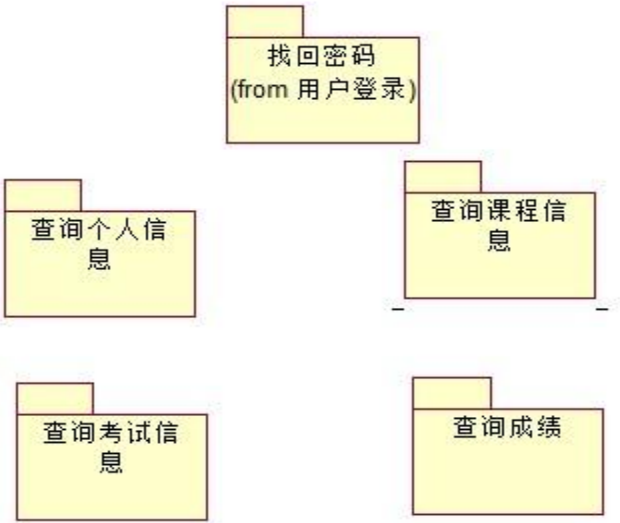 找回密码
(from 用户登录)
查询个人信
息
查询课程信
息
查询考试信
息
查询成绩